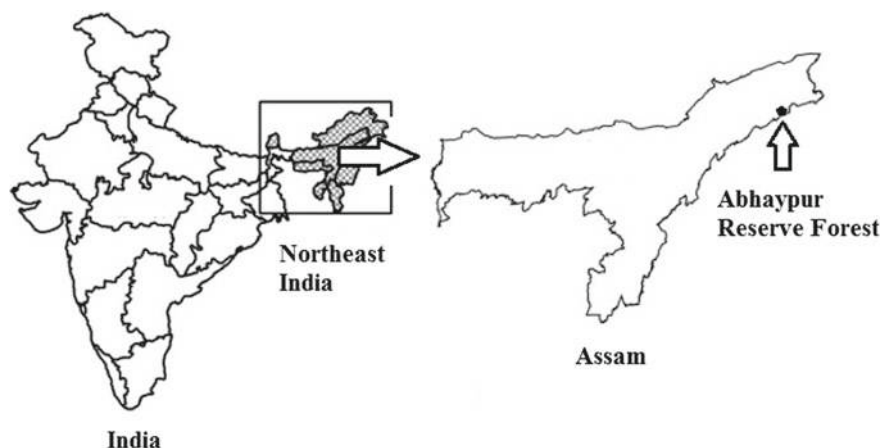 Northeast
India
Abhaypur
Reserve Forest
Assam
India